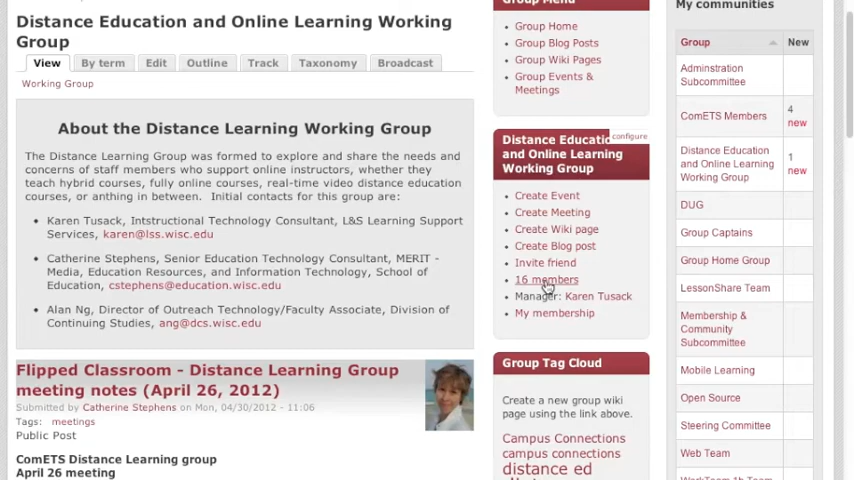 Distance Education and Online Learning Working
Group
View
By term
Edit
Outline
Track
Taxonomy
Broadcast
Working Group
About the Distance Learning Working Group
The Distance Learning Group was formed to explore and share the needs and
concerns of staff members who support online instructors, whether they
teach hybrid courses, fully online courses, real-time video distance education
courses, or anthing in between.  Initial contacts for this group are:
Karen Tusack, Intstructional Technology Consultant, L&S Learning Support
Services, karen@lss.wisc.edu
Catherine Stephens, Senior Education Technology Consultant, MERIT -
Media, Education Resources, and Information Technology, School of
Education, cstephens@education.wisc.edu
Alan Ng, Director of Outreach Technology/Faculty Associate, Division of
Continuing Studies, ang@dcs.wisc.edu
Flipped Classroom - Distance Learning Group
meeting notes (April 26, 2012)
Submitted by Catherine Stephens on Mon, 04/30/2012 - 11:06
Tags: meetings
Public Post
ComETS Distance Learning group
April 26 meeting
Group Menu
Group Home
Group Blog Posts
Group Wiki Pages
Group Events &
Meetings
configure
Distance Education
and Online Learning
Working Group
Create Event
Create Meeting
Create Wiki page
Create Blog post
Invite friend
16 members
Manager: Karen Tusack
My membership
Group Tag Cloud
Create a new group wiki
page using the link above.
Campus Connections
campus connections
distance ed
My communities
Group New
Adminstration
Subcommittee
ComETS Members 4
new
Distance Education
and Online Learning 1
Working Group new
DUG
Group Captains
Group Home Group
LessonShare Team
Membership &
Community
Subcommittee
Mobile Learning
Open Source
Steering Committee
Web Team